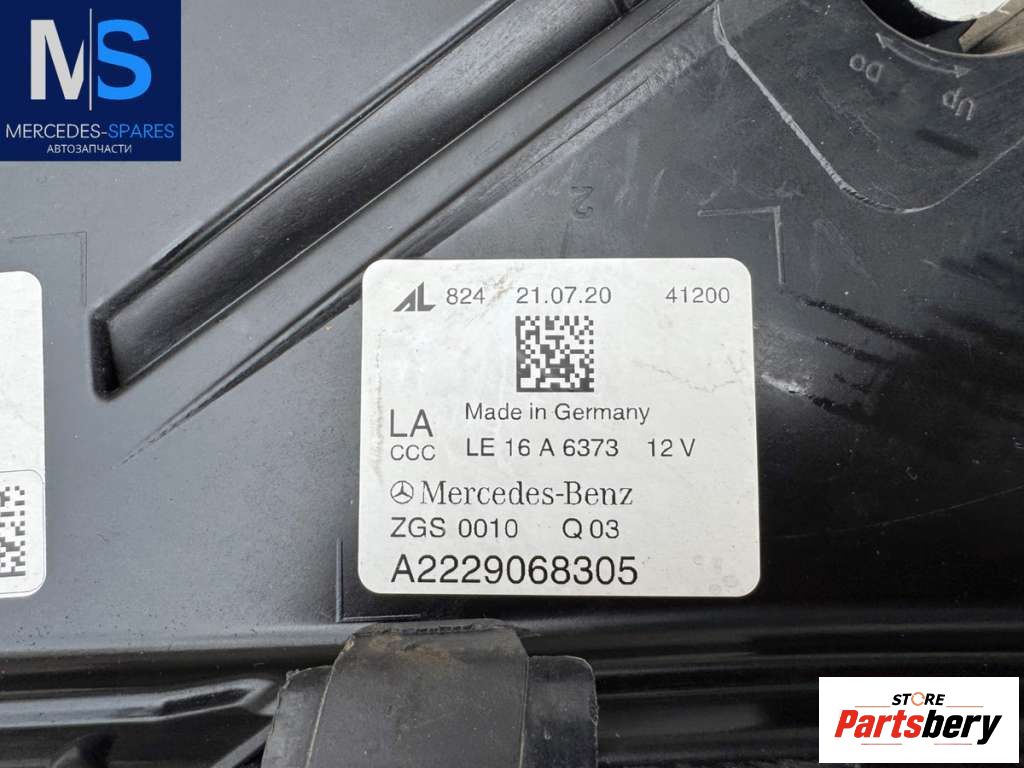 M|S
MERCEDES-SPARES
АВТОЗАПЧАСТИ
UP DO
2
AL 824 21.07.20 41200
Made in Germany
LA
CCC LE 16 A 6373 12 V
Mercedes-Benz
ZGS 0010 Q 03
A2229068305
STORE
Partsbery